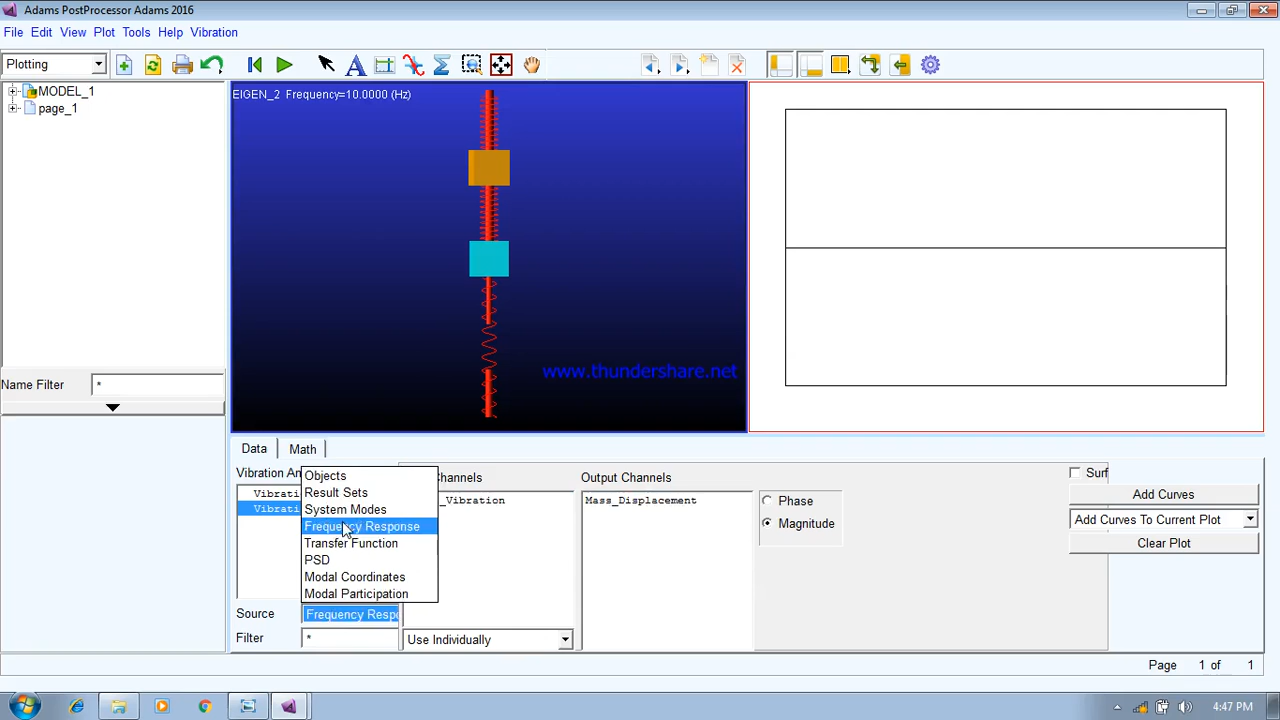 Adams PostProcessor Adams 2016
File Edit View Plot Tools Help Vibration
Plotting
MODEL_1
page_1
EIGEN_2 Frequency=10.0000 (Hz)
www.thundershare.net
Name Filter *
Data Math
Vibration An
Vibrati
Vibrati
Objects
Result Sets
System Modes
Frequency Response
Transfer Function
PSD
Modal Coordinates
Modal Participation
Source Frequency Respo
Filter *
Channels
_Vibration
Use Individually
Output Channels
Mass_Displacement
Phase
Magnitude
Surf
Add Curves
Add Curves To Current Plot
Clear Plot
Page 1 of 1
4:47 PM